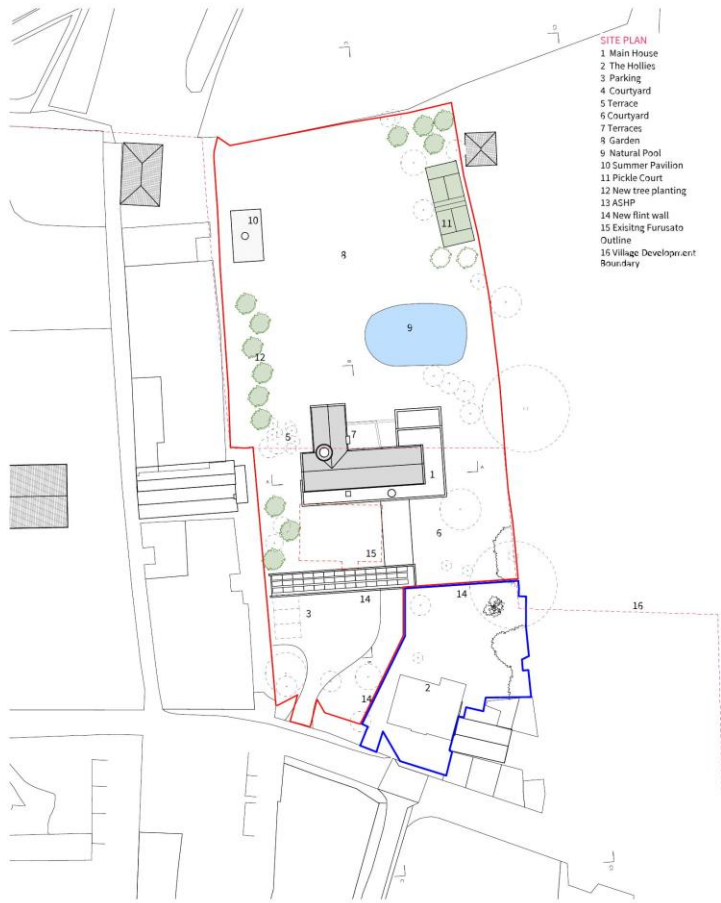 SITE PLAN
1 Main House
2 The Hollies
3 Parking
4 Courtyard
5 Terrace
6 Courtyard
7 Terraces
8 Garden
9 Natural Pool
10 Summer Pavilion
11 Pickle Court
12 New tree planting
13 ASHP
14 New flint wall
15 Exisitng Furusato
Outline
16 Village Development
Boundary
10
11
8
9
12
5
7
1
6
15
14
14
3
16
2
14